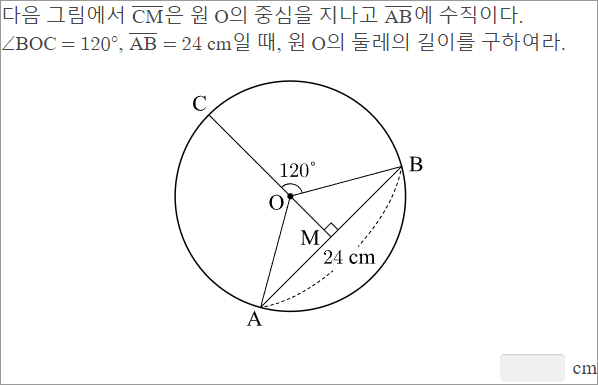 다음 그림에서 CM은 원 O의 중심을 지나고 AB에 수직이다.
∠BOC = 120°, AB = 24 cm일 때, 원 O의 둘레의 길이를 구하여라.
C
120°
B
O
M
24 cm
A
cm